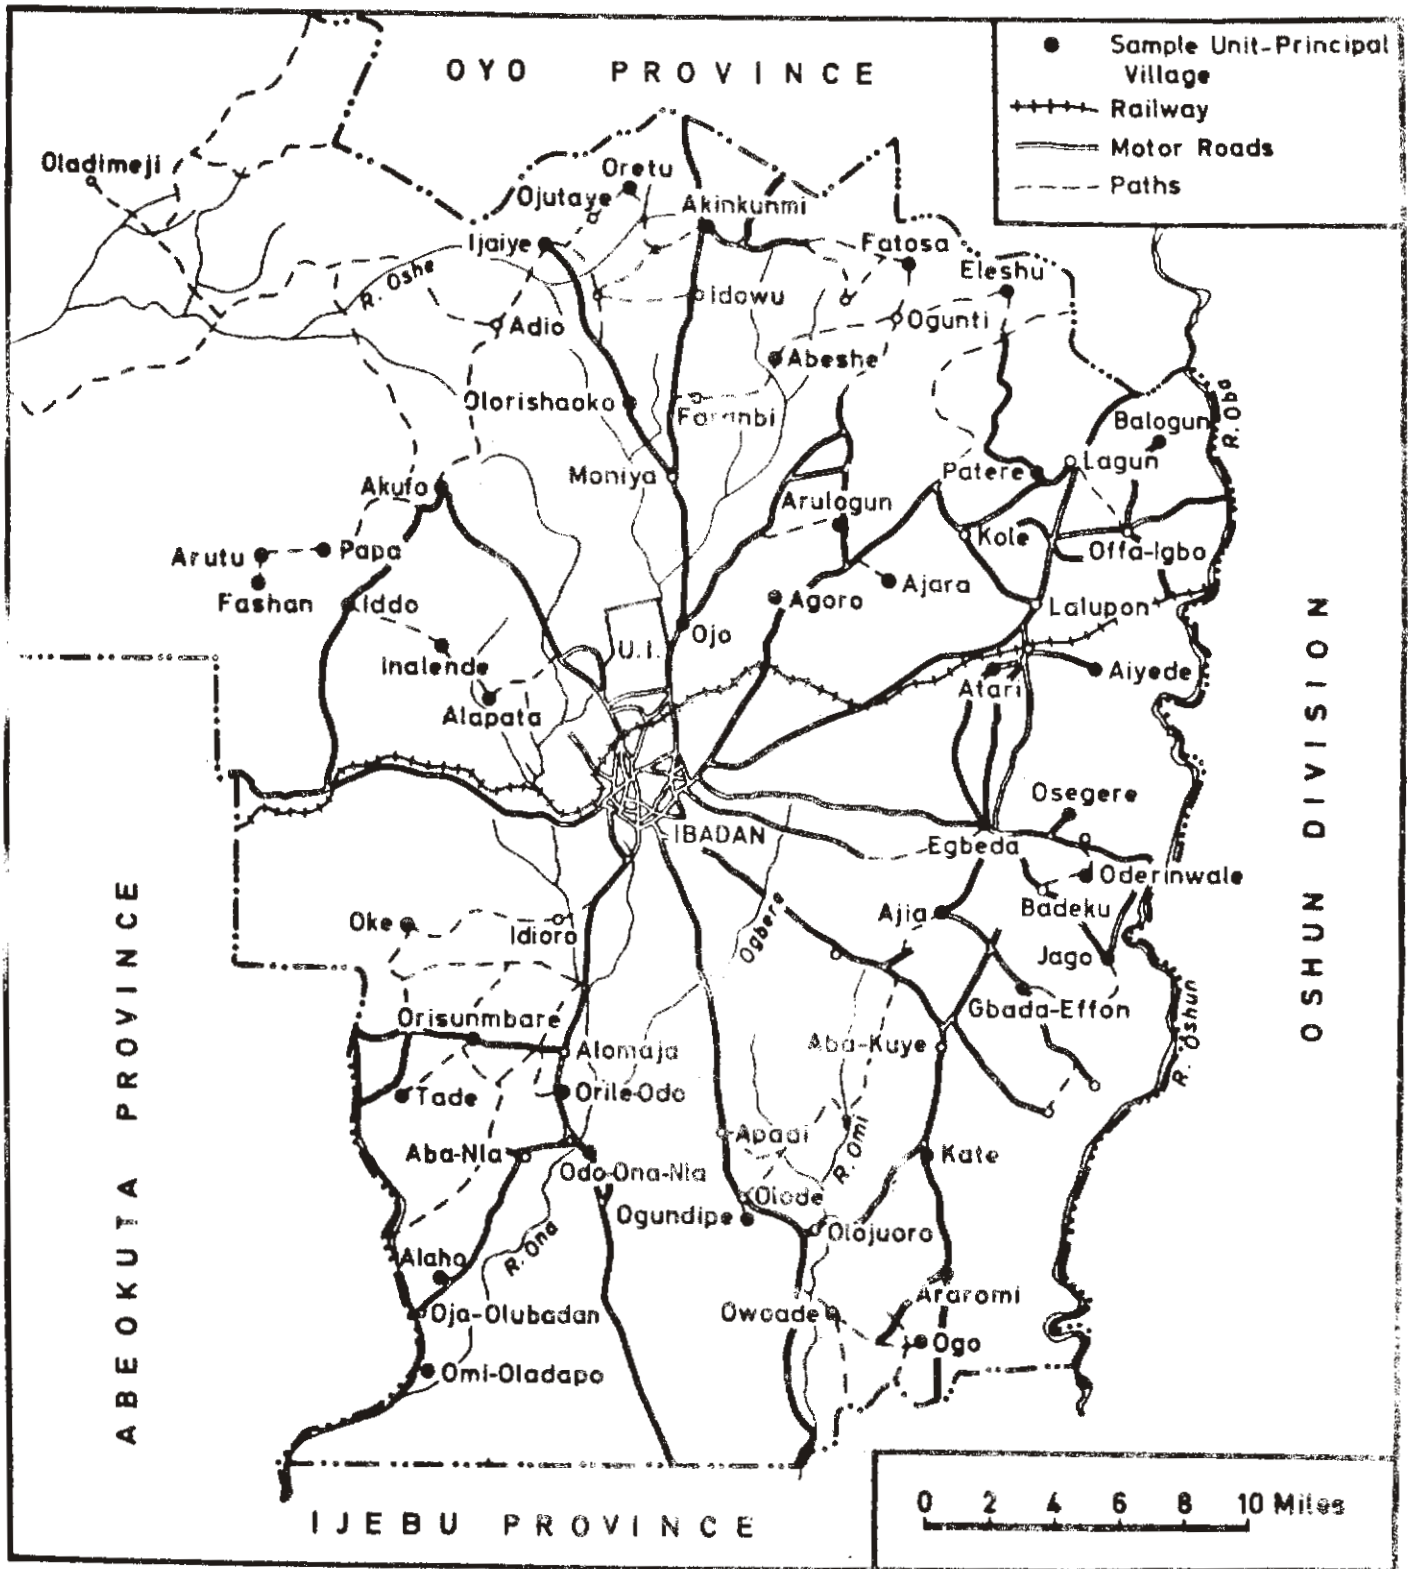 OYO PROVINCE
Sample Unit-Principal
Village
Railway
Motor Roads
Paths
Oladimeji
Oretu
Ojutaye
Akinkunmi
Ijaiye
Fatosa
Eleshu
R. Oshe
Idowu
Adio
Ogunti
Abeshe
Olorishaoko
Faranbi
Balogun
R. Oba
Moniya
Patere
Lagun
Akufo
Arulogun
Kole
Offa-Igbo
Arutu
Papa
Ajara
Fashan
Iddo
Agoro
Lalupon
Ojo
U.I.
Inalende
Aiyede
Atari
Alapata
Osegere
IBADAN
Egbeda
Oderinwale
Badeku
Ajia
Oke
Idioro
Ogbere
Jago
Gbada-Effon
Orisunmbare
R. Oshun
Alomaja
Aba-Kuye
Tade
Orile-Odo
Apadi
R. Omi
Aba-Nla
Kate
Odo-Ona-Nla
Olode
Ogundipe
Olojuoro
R. Ona
Alaho
Araromi
Oja-Olubadan
Owoade
Ogo
Omi-Oladapo
ABEOKUTA PROVINCE
OSHUN DIVISION
IJEBU PROVINCE
0 2 4 6 8 10 Miles